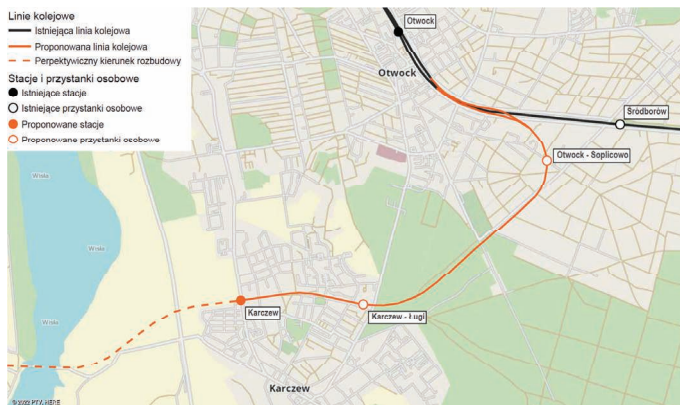 Linie kolejowe
Istniejąca linia kolejowa
Proponowana linia kolejowa
Perpektywiczny kierunek rozbudowy
Stacje i przystanki osobowe
Istniejące stacje
Istniejące przystanki osobowe
Proponowane stacje
Proponowane przystanki osobowe
Otwock
Otwock
Śródborów
Otwock - Soplicowo
Wisła
Wisła
Wisła
Karczew
Karczew - Ługi
Karczew
© 2022 PTV, HERE